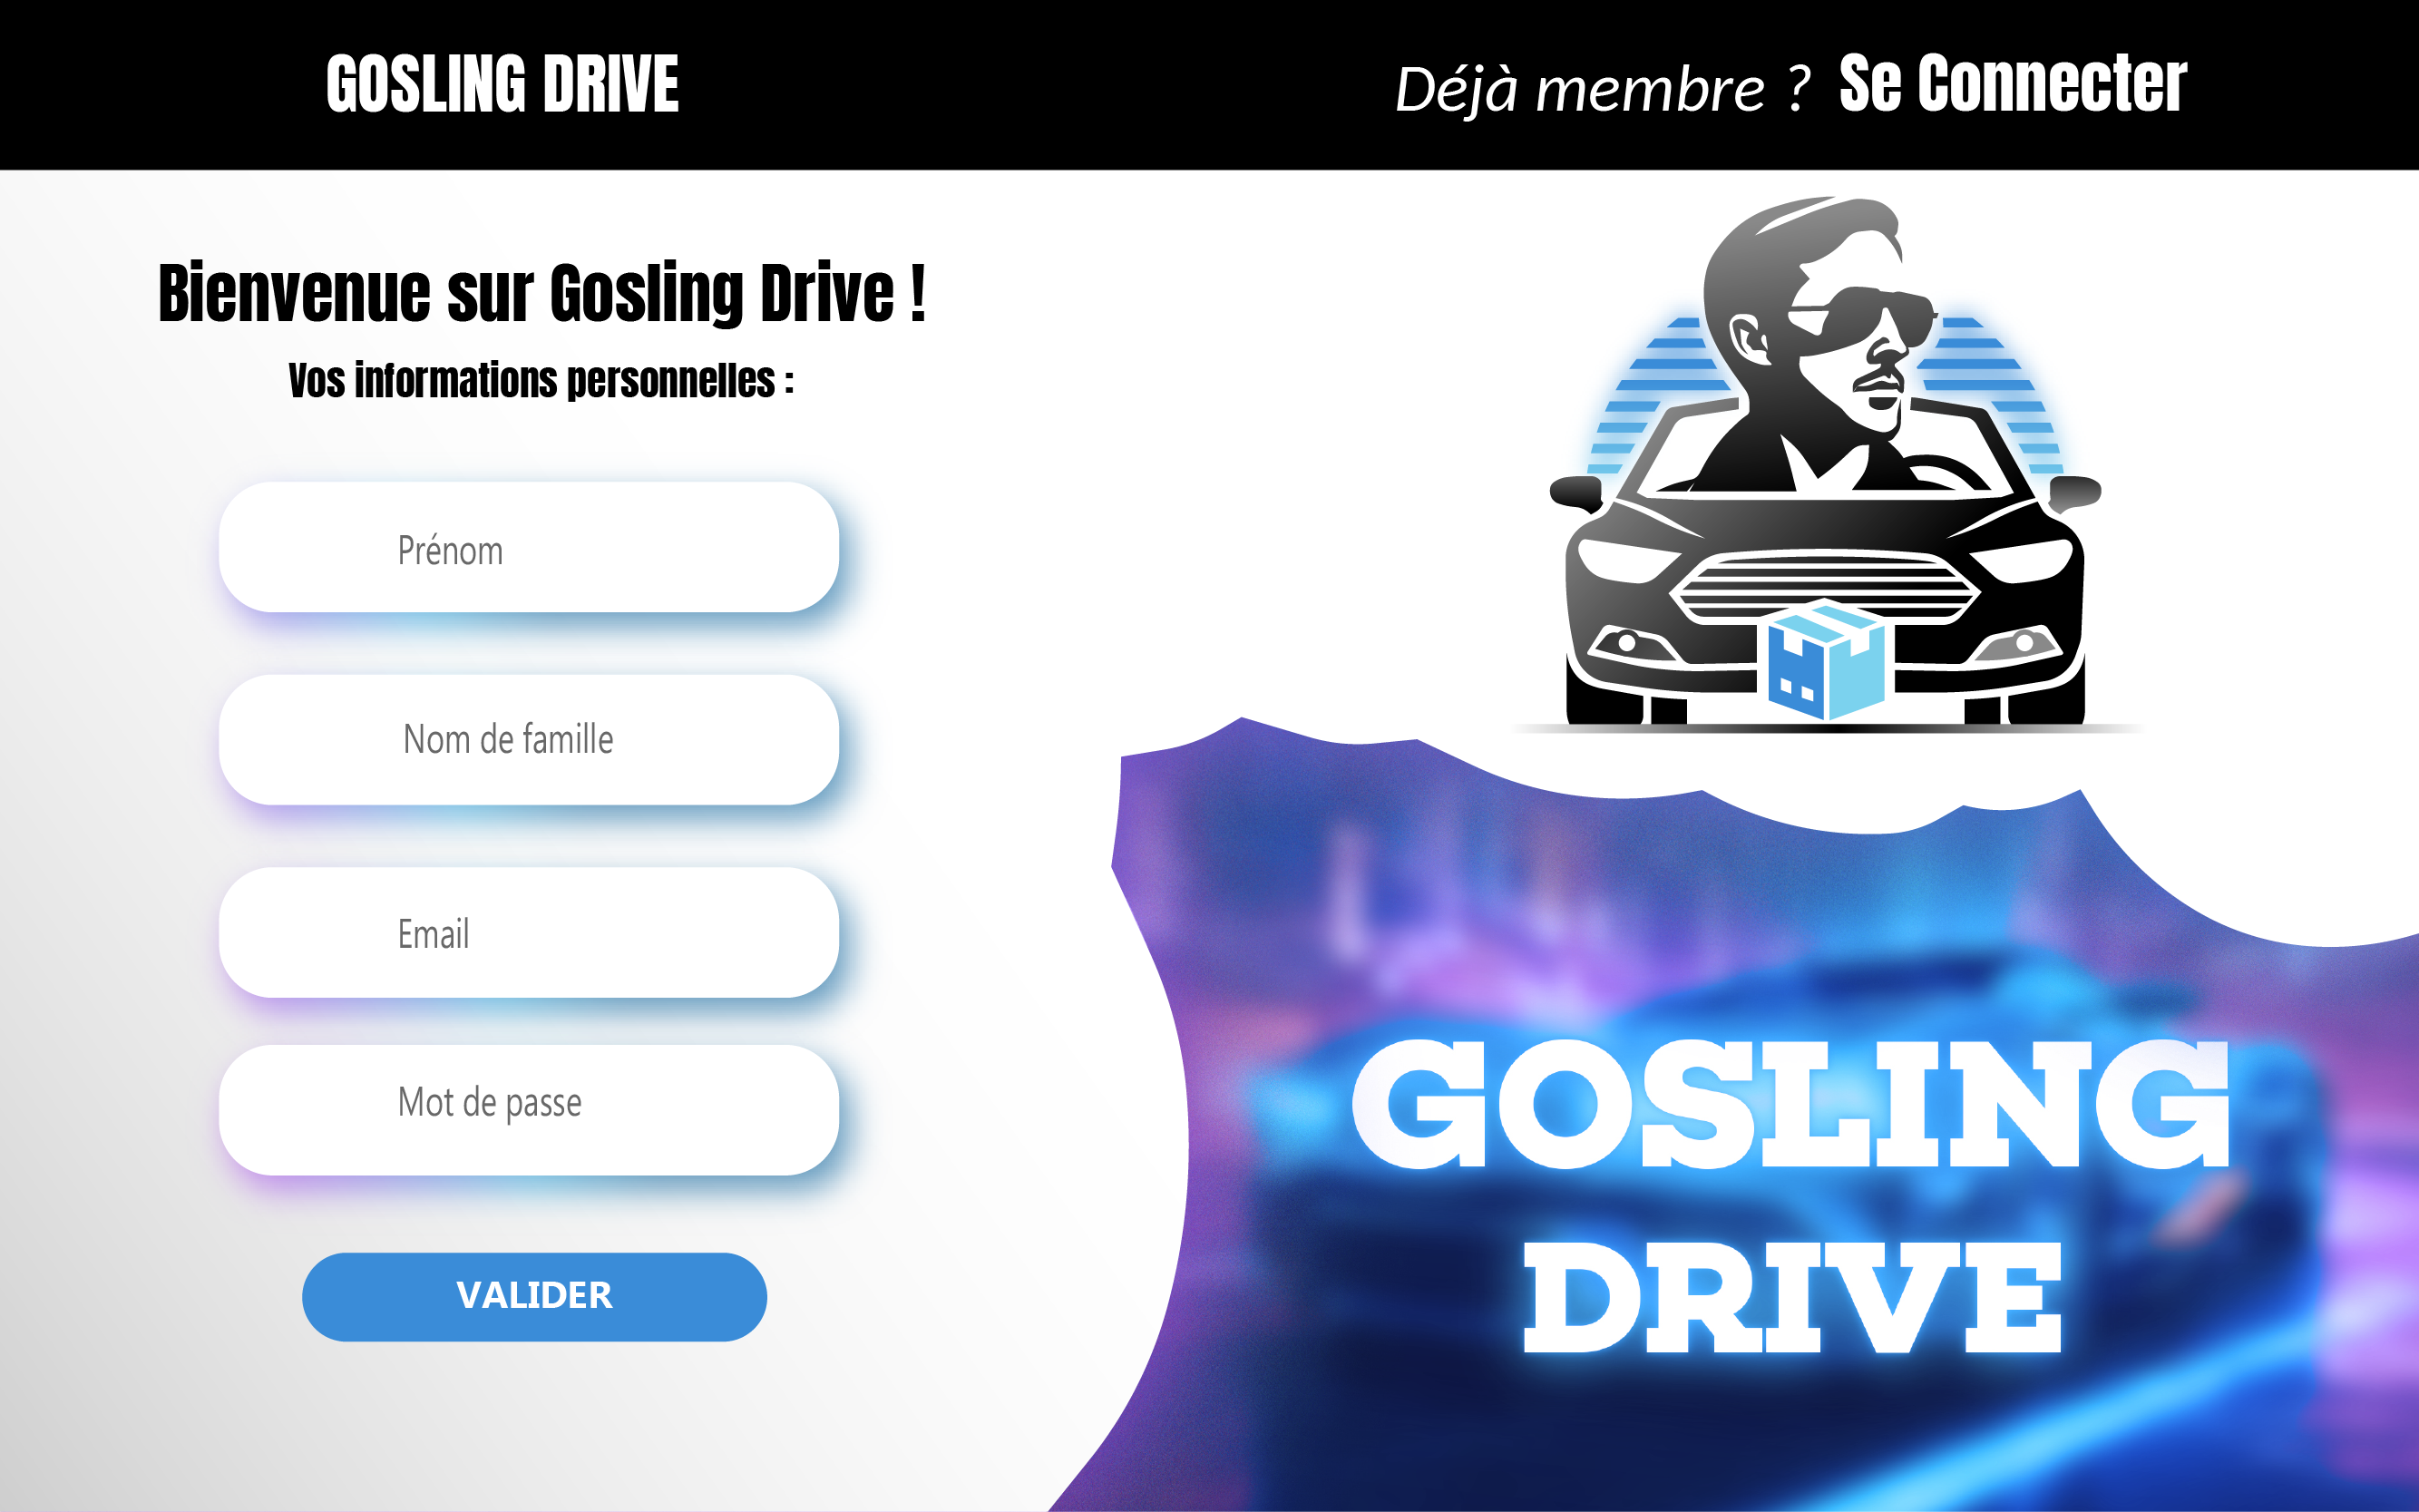 GOSLING DRIVE
Déjà membre ? Se Connecter
Bienvenue sur Gosling Drive !
Vos informations personnelles :
Prénom
Nom de famille
Email
Mot de passe
VALIDER
GOSLING
DRIVE